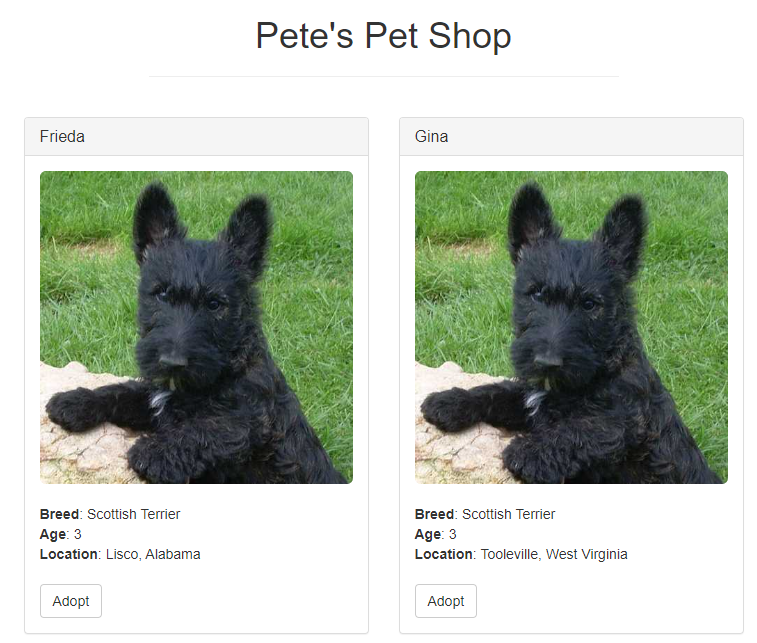 Pete's Pet Shop
Frieda
Breed: Scottish Terrier
Age: 3
Location: Lisco, Alabama
Adopt
Gina
Breed: Scottish Terrier
Age: 3
Location: Tooleville, West Virginia
Adopt